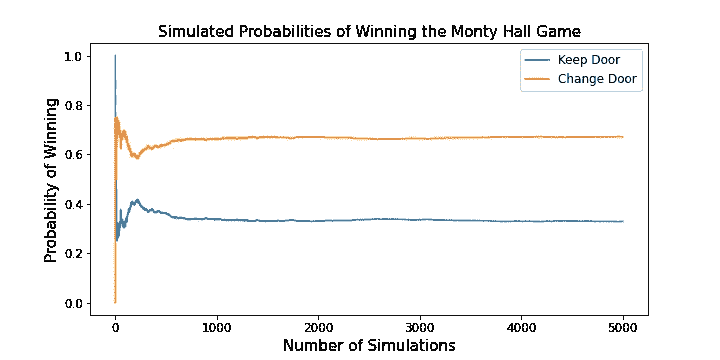 Simulated Probabilities of Winning the Monty Hall Game
Keep Door
Change Door
Probability of Winning
1.0
0.8
0.6
0.4
0.2
0.0
0 1000 2000 3000 4000 5000
Number of Simulations